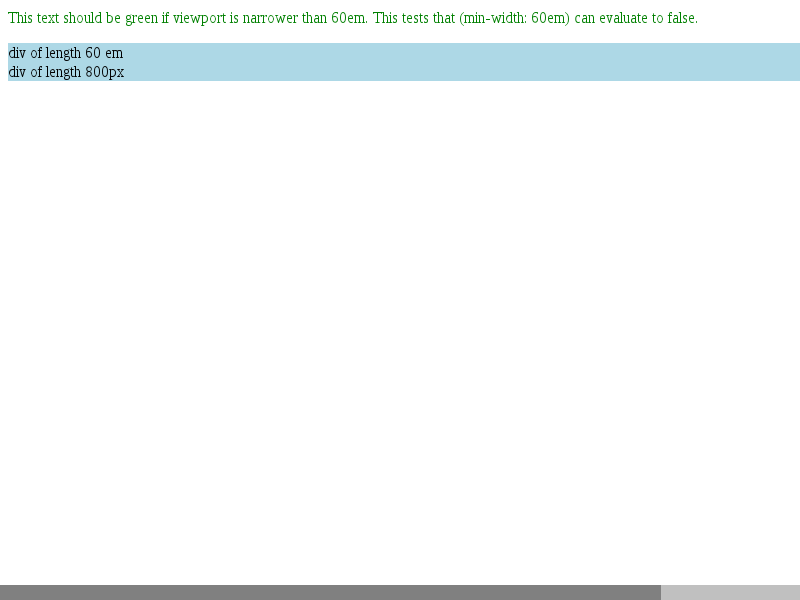 This text should be green if viewport is narrower than 60em. This tests that (min-width: 60em) can evaluate to false.
div of length 60 em
div of length 800px